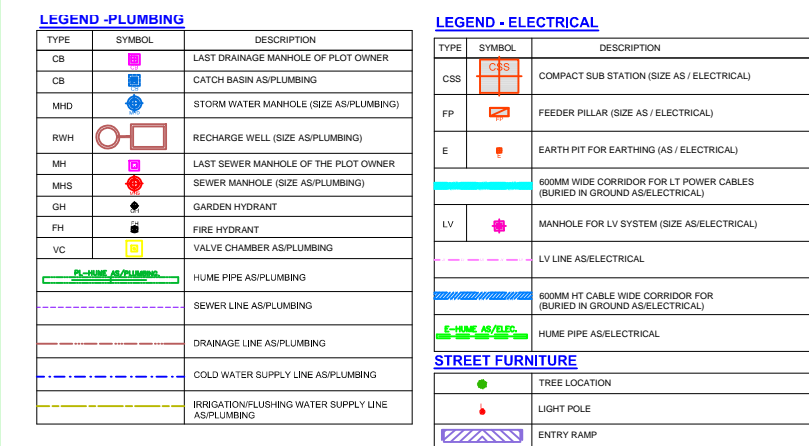 LEGEND -PLUMBING
TYPE SYMBOL DESCRIPTION
CB CB LAST DRAINAGE MANHOLE OF PLOT OWNER
CB CB CATCH BASIN AS/PLUMBING
MHD MHD STORM WATER MANHOLE (SIZE AS/PLUMBING)
RWH RECHARGE WELL (SIZE AS/PLUMBING)
MH LAST SEWER MANHOLE OF THE PLOT OWNER
MHS MHS SEWER MANHOLE (SIZE AS/PLUMBING)
GH GH GARDEN HYDRANT
FH FH FIRE HYDRANT
VC VALVE CHAMBER AS/PLUMBING
PL-HUME AS/PLUMBING. HUME PIPE AS/PLUMBING
SEWER LINE AS/PLUMBING
DRAINAGE LINE AS/PLUMBING
COLD WATER SUPPLY LINE AS/PLUMBING
IRRIGATION/FLUSHING WATER SUPPLY LINE
AS/PLUMBING
LEGEND - ELECTRICAL
TYPE SYMBOL DESCRIPTION
CSS CSS COMPACT SUB STATION (SIZE AS / ELECTRICAL)
FP FP FEEDER PILLAR (SIZE AS / ELECTRICAL)
E E EARTH PIT FOR EARTHING (AS / ELECTRICAL)
600MM WIDE CORRIDOR FOR LT POWER CABLES
(BURIED IN GROUND AS/ELECTRICAL)
LV MANHOLE FOR LV SYSTEM (SIZE AS/ELECTRICAL)
LV LINE AS/ELECTRICAL
600MM HT CABLE WIDE CORRIDOR FOR
(BURIED IN GROUND AS/ELECTRICAL)
E-HUME AS/ELEC. HUME PIPE AS/ELECTRICAL
STREET FURNITURE
TREE LOCATION
LIGHT POLE
ENTRY RAMP